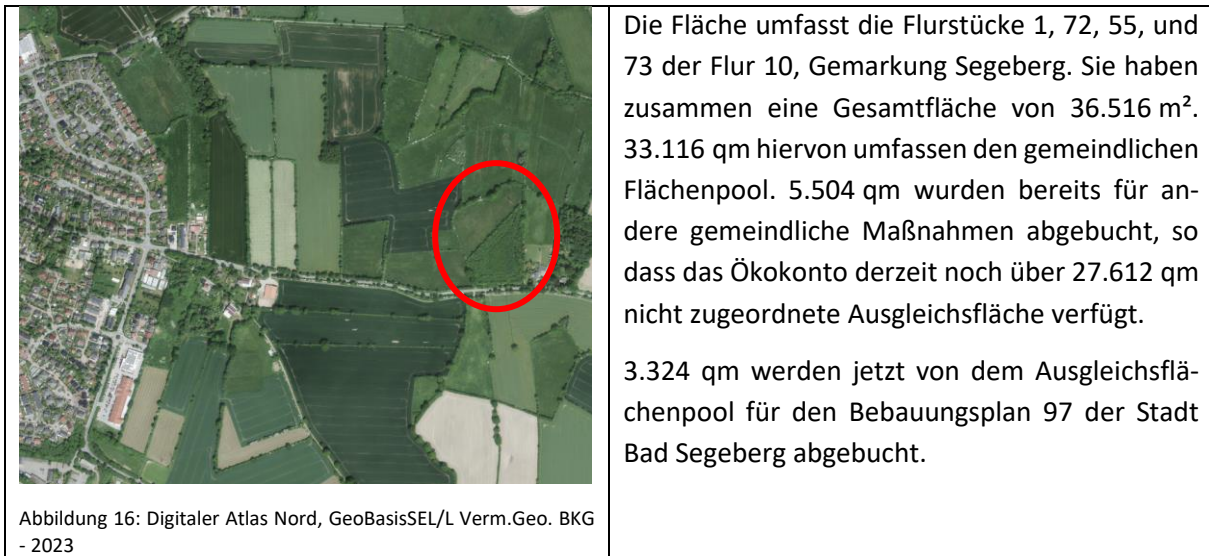 Die Fläche umfasst die Flurstücke 1, 72, 55, und
73 der Flur 10, Gemarkung Segeberg. Sie haben
zusammen eine Gesamtfläche von 36.516 m².
33.116 qm hiervon umfassen den gemeindlichen
Flächenpool. 5.504 qm wurden bereits für an-
dere gemeindliche Maßnahmen abgebucht, so
dass das Ökokonto derzeit noch über 27.612 qm
nicht zugeordnete Ausgleichsfläche verfügt.
3.324 qm werden jetzt von dem Ausgleichsflä-
chenpool für den Bebauungsplan 97 der Stadt
Bad Segeberg abgebucht.
Abbildung 16: Digitaler Atlas Nord, GeoBasisSEL/L Verm.Geo. BKG
- 2023